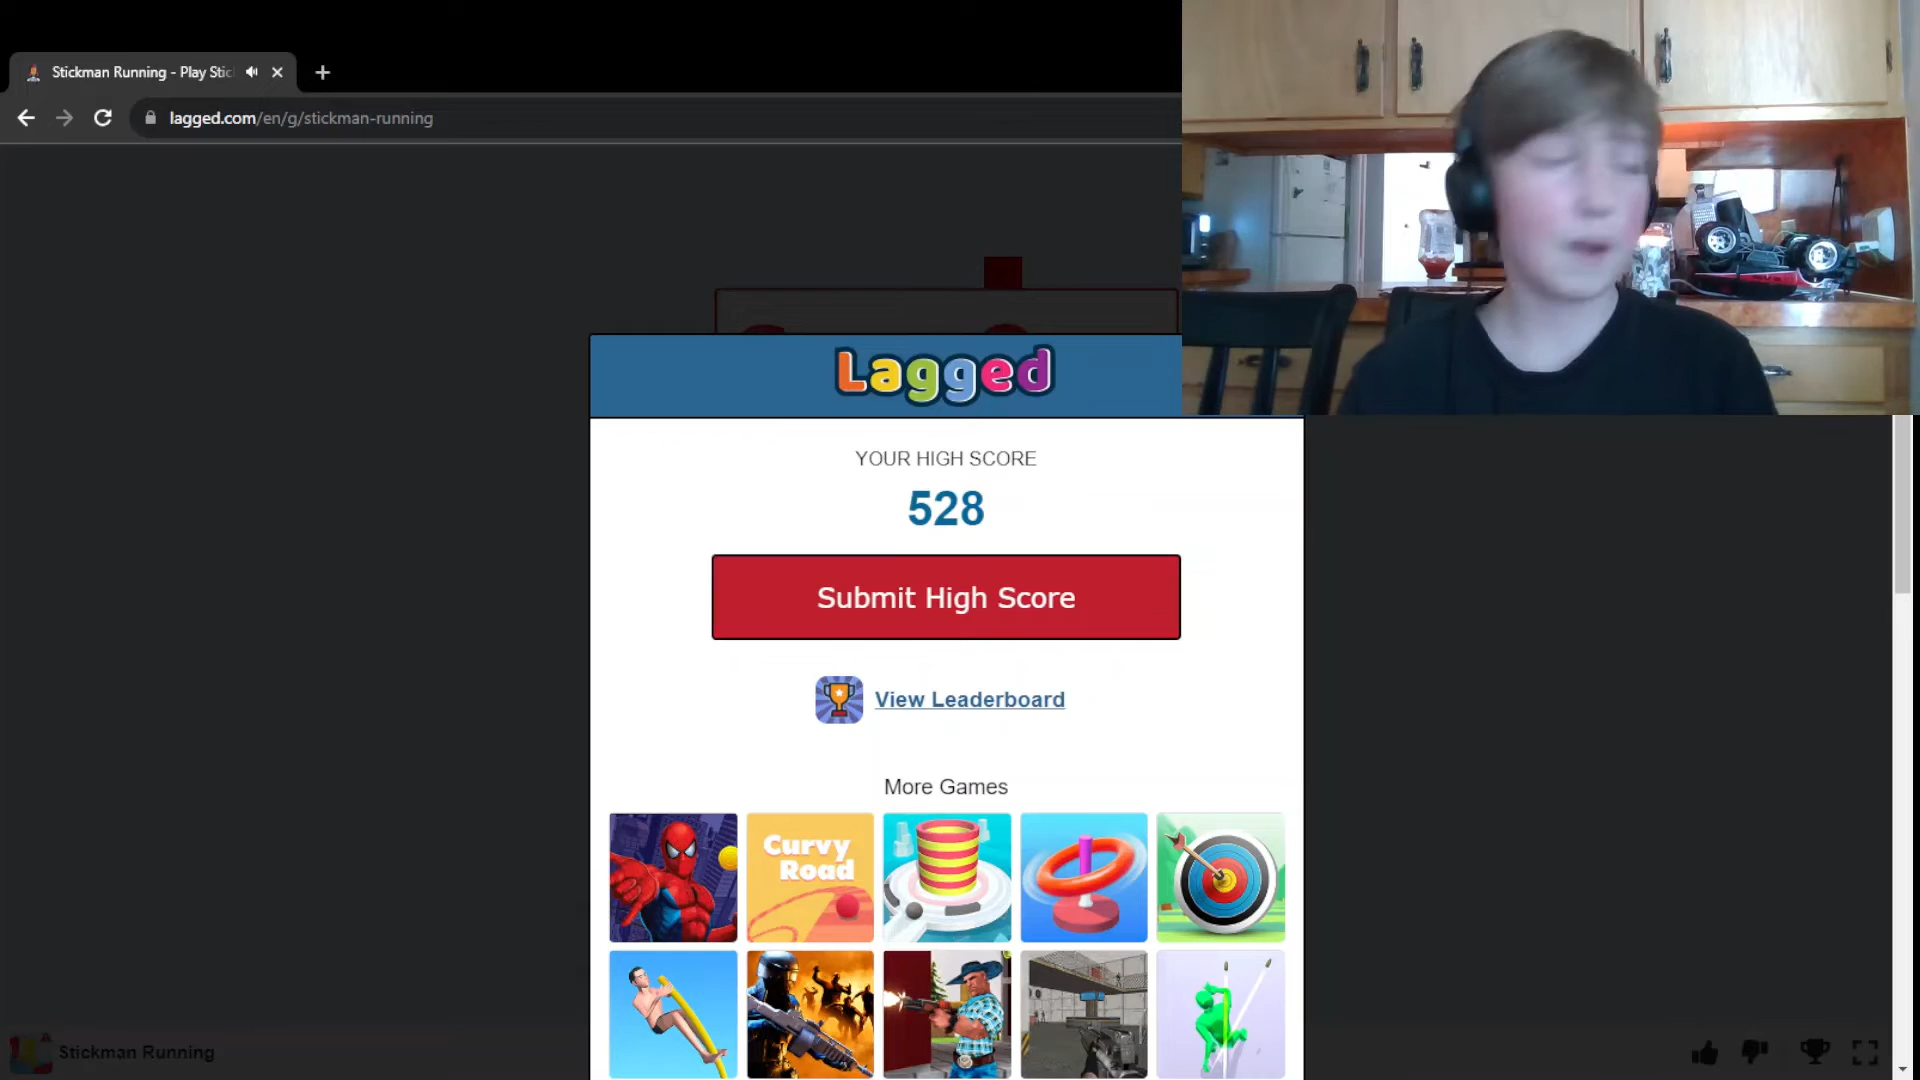 Stickman Running - Play Stic
lagged.com/en/g/stickman-running
Lagged
YOUR HIGH SCORE
528
Submit High Score
View Leaderboard
More Games
Curvy
Road
Stickman Running